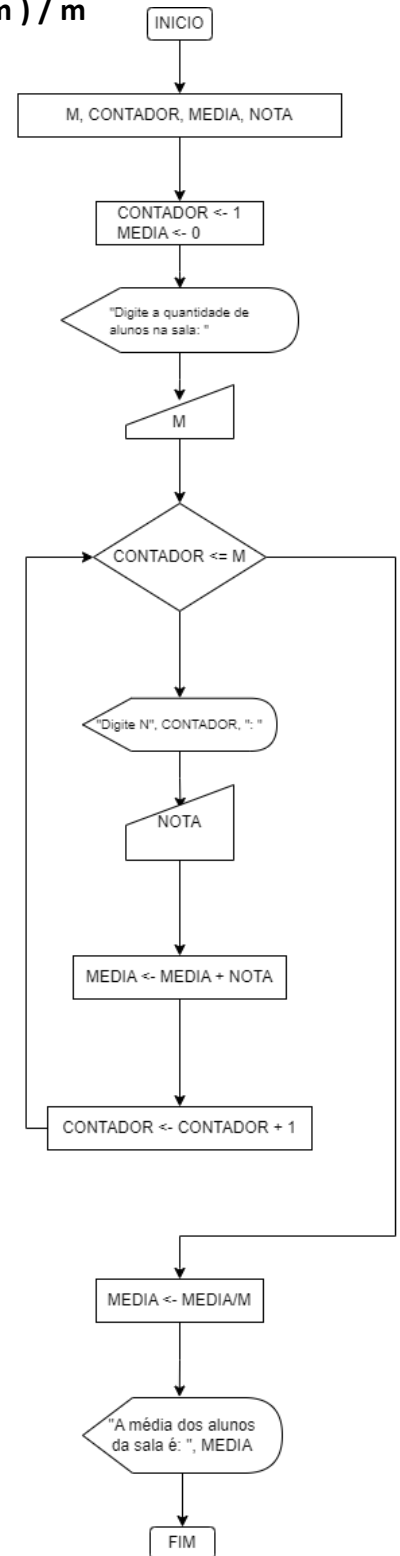 n ) / m
INICIO
M, CONTADOR, MEDIA, NOTA
CONTADOR <- 1
MEDIA <- 0
"Digite a quantidade de
alunos na sala: "
M
CONTADOR <= M
"Digite N", CONTADOR, ": "
NOTA
MEDIA <- MEDIA + NOTA
CONTADOR <- CONTADOR + 1
MEDIA <- MEDIA/M
"A média dos alunos
da sala é: ", MEDIA
FIM